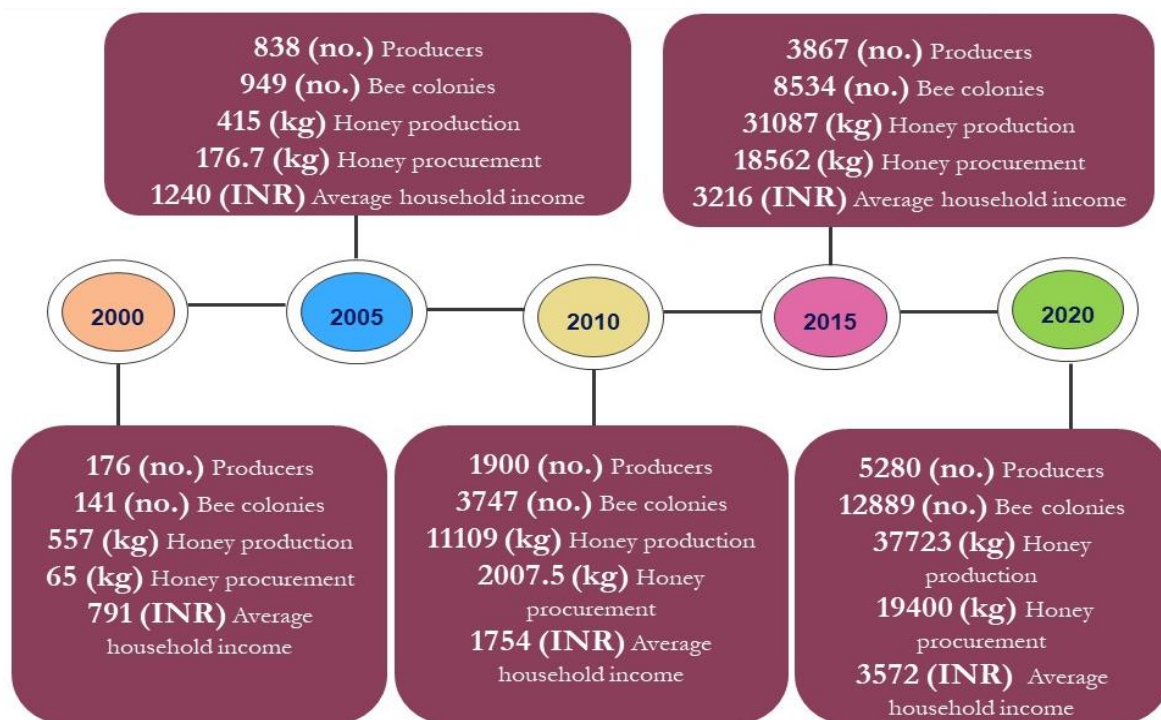 838 (no.) Producers
949 (no.) Bee colonies
415 (kg) Honey production
176.7 (kg) Honey procurement
1240 (INR) Average household income
3867 (no.) Producers
8534 (no.) Bee colonies
31087 (kg) Honey production
18562 (kg) Honey procurement
3216 (INR) Average household income
2000
2005
2010
2015
2020
176 (no.) Producers
141 (no.) Bee colonies
557 (kg) Honey production
65 (kg) Honey procurement
791 (INR) Average
household income
1900 (no.) Producers
3747 (no.) Bee colonies
11109 (kg) Honey production
2007.5 (kg) Honey
procurement
1754 (INR) Average
household income
5280 (no.) Producers
12889 (no.) Bee colonies
37723 (kg) Honey
production
19400 (kg) Honey
procurement
3572 (INR) Average
household income